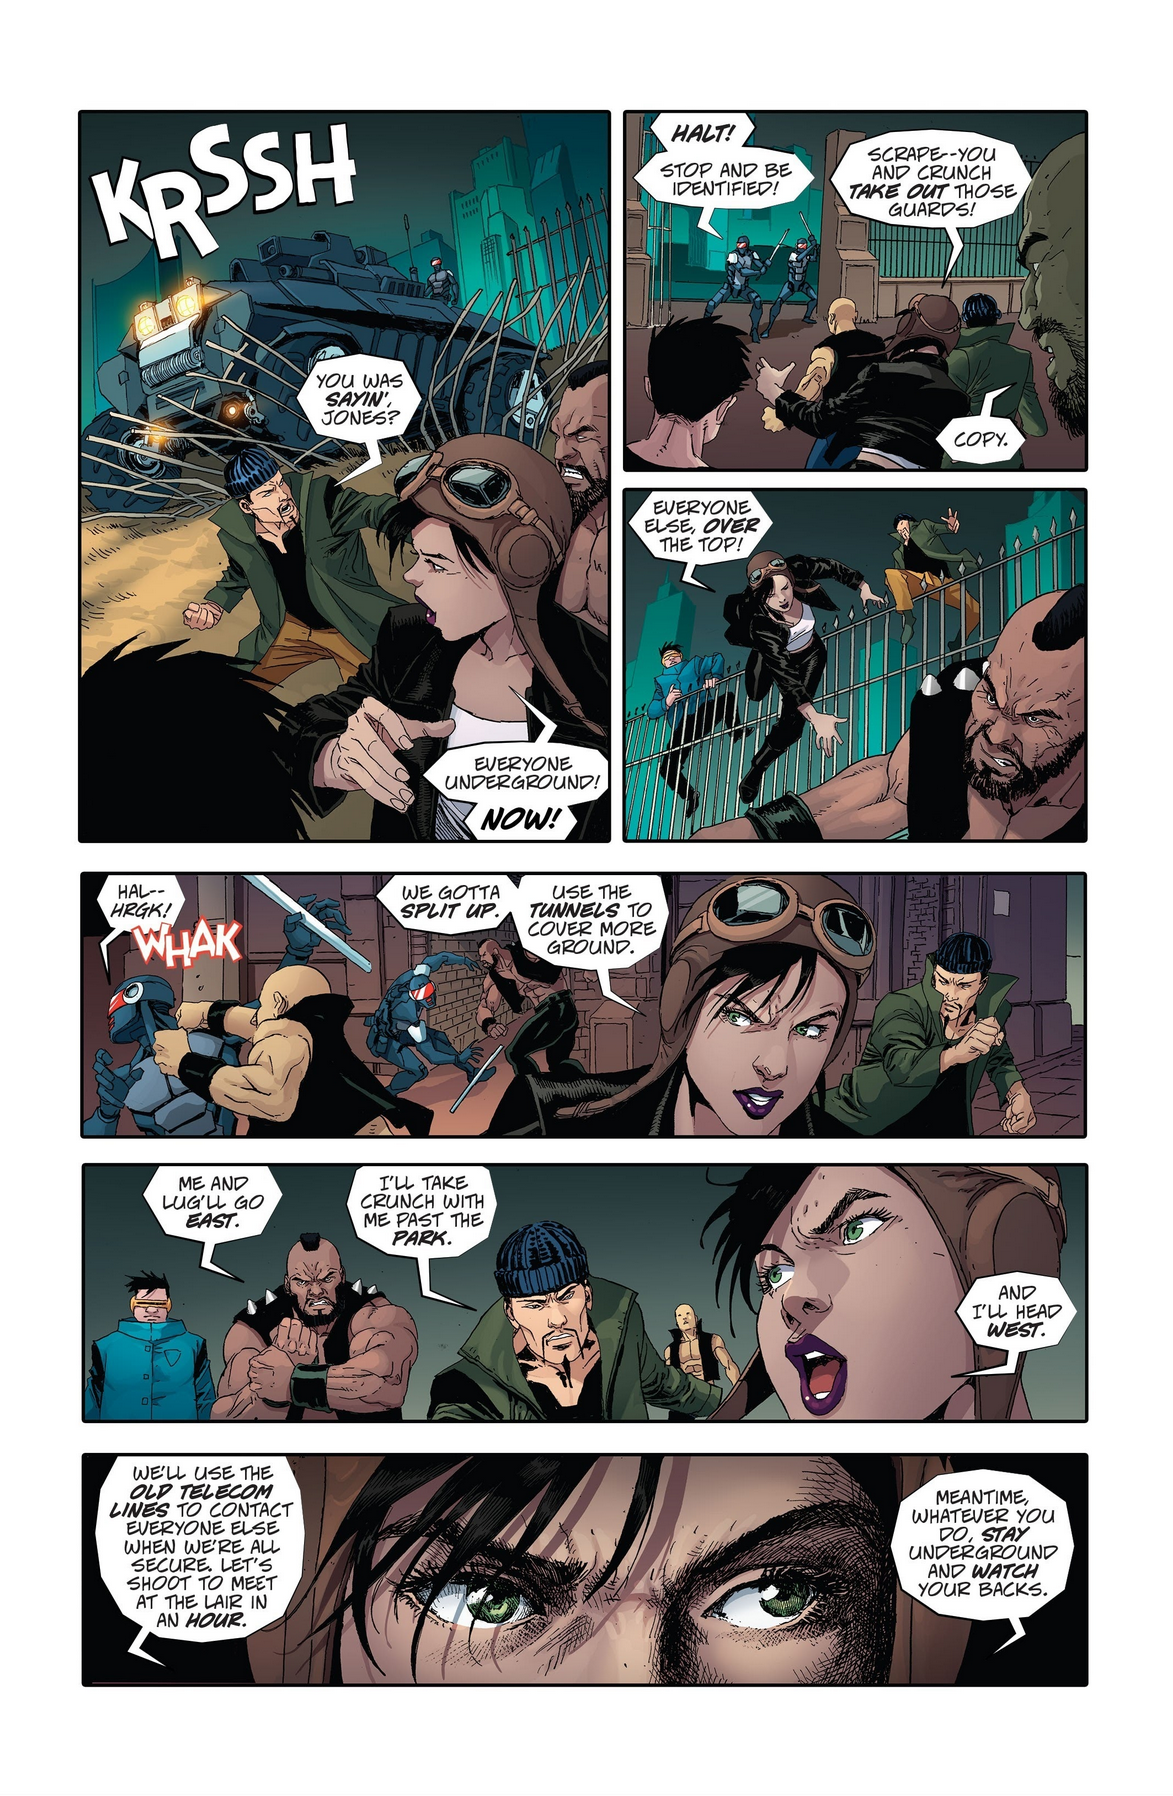 KRSSH
YOU WAS
SAYIN',
JONES?
EVERYONE
UNDERGROUND!
NOW!
HALT!
STOP AND BE
IDENTIFIED!
SCRAPE--YOU
AND CRUNCH
TAKE OUT THOSE
GUARDS!
COPY.
EVERYONE
ELSE, OVER
THE TOP!
HAL--
HRGK!
WHAK
WE GOTTA
SPLIT UP.
USE THE
TUNNELS TO
COVER MORE
GROUND.
ME AND
LUG'LL GO
EAST.
I'LL TAKE
CRUNCH WITH
ME PAST THE
PARK.
AND
I'LL HEAD
WEST.
WE'LL USE THE
OLD TELECOM
LINES TO CONTACT
EVERYONE ELSE
WHEN WE'RE ALL
SECURE. LET'S
SHOOT TO MEET
AT THE LAIR IN
AN HOUR.
MEANTIME,
WHATEVER YOU
DO, STAY
UNDERGROUND
AND WATCH
YOUR BACKS.